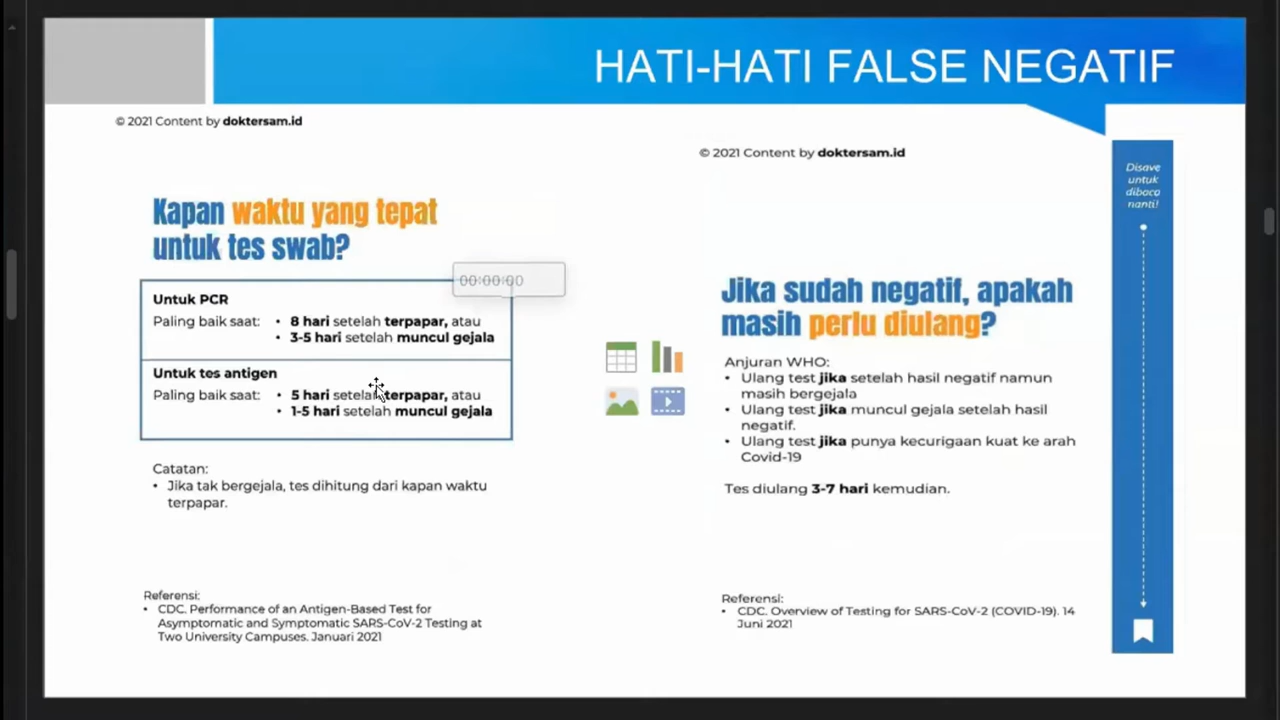 HATI-HATI FALSE NEGATIF
© 2021 Content by doktersam.id
Kapan waktu yang tepat
untuk tes swab?
00:00:00
Untuk PCR
Paling baik saat: • 8 hari setelah terpapar, atau
• 3-5 hari setelah muncul gejala
Untuk tes antigen
Paling baik saat: • 5 hari setelah terpapar, atau
• 1-5 hari setelah muncul gejala
Catatan:
• Jika tak bergejala, tes dihitung dari kapan waktu
terpapar.
Referensi:
• CDC. Performance of an Antigen-Based Test for
Asymptomatic and Symptomatic SARS-CoV-2 Testing at
Two University Campuses. Januari 2021
© 2021 Content by doktersam.id
Jika sudah negatif, apakah
masih perlu diulang?
Anjuran WHO:
• Ulang test jika setelah hasil negatif namun
masih bergejala
• Ulang test jika muncul gejala setelah hasil
negatif.
• Ulang test jika punya kecurigaan kuat ke arah
Covid-19
Tes diulang 3-7 hari kemudian.
Referensi:
• CDC. Overview of Testing for SARS-CoV-2 (COVID-19). 14
Juni 2021
Disave
untuk
dibaca
nanti!